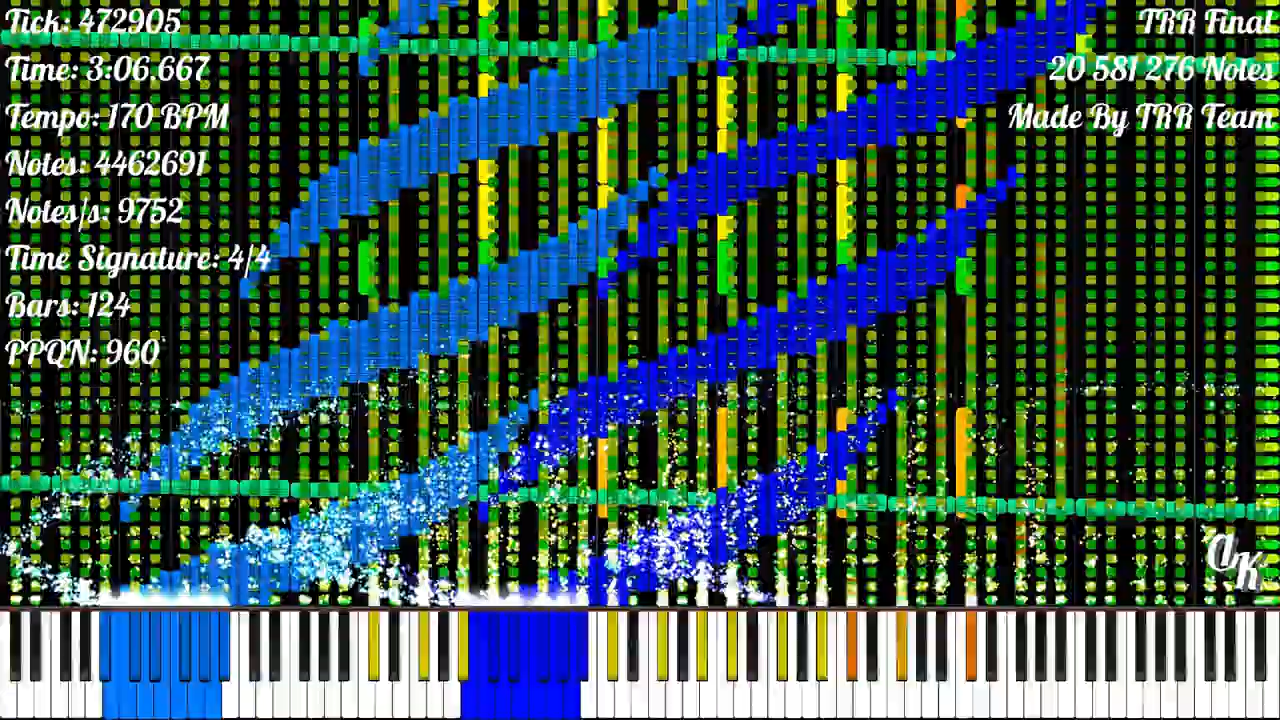 Tick: 472905
Time: 3:06.667
Tempo: 170 BPM
Notes: 4462691
Notes/s: 9752
Time Signature: 4/4
Bars: 124
PPQN: 960
TRR Final
20 581 276 Notes
Made By TRR Team
AK